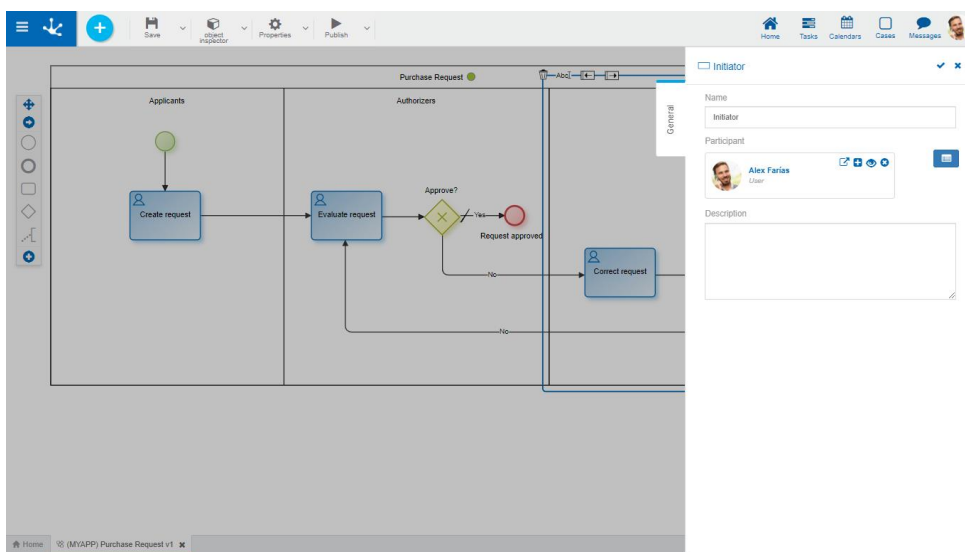 Save
object
inspector
Properties
Publish
Home
Tasks
Calendars
Cases
Messages
Purchase Request
Abc
Applicants
Authorizers
Create request
Evaluate request
Approve?
Yes
Request approved
No
Correct request
No
General
Initiator
Name
Initiator
Participant
Alex Farías
User
Description
Home
(MYAPP) Purchase Request v1